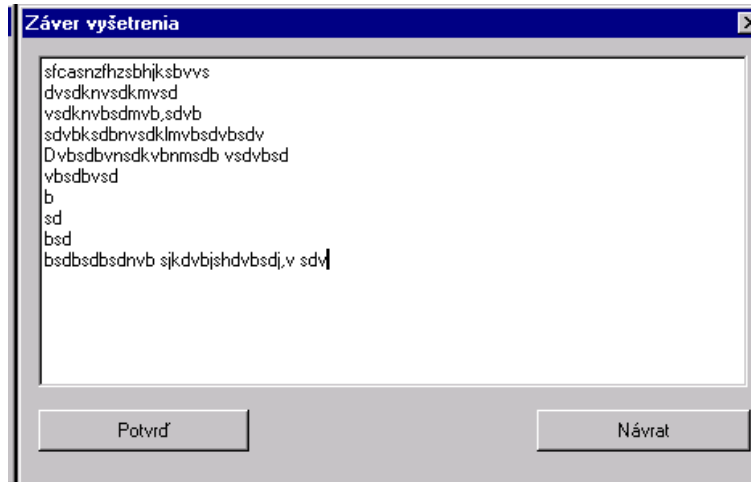 Záver vyšetrenia
sfcasnzfhzsbhjksbvvs
dvsdknvsdkmvsd
vsdknvbsdmvb,sdvb
sdvbksdbnvsdklmvbsdvbsdv
Dvbsdbvnsdkvbnmsdb vsdvbsd
vbsdbvsd
b
sd
bsd
bsdbsdbsdnvb sjkdvbjshdvbsdj,v sdv
Potvrď
Návrat